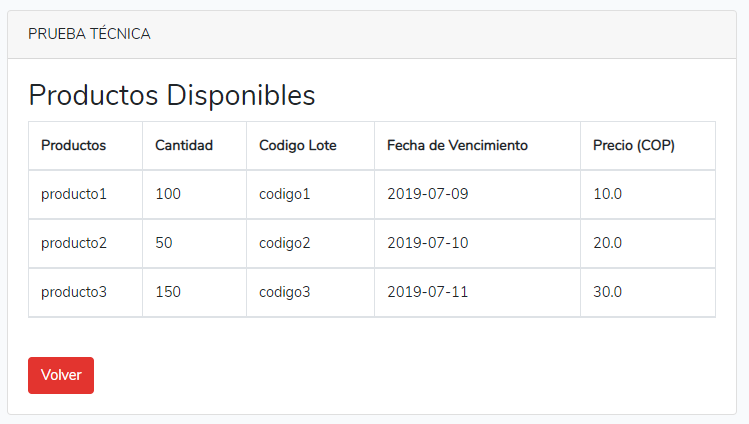 PRUEBA TÉCNICA
Productos Disponibles
Productos Cantidad Codigo Lote Fecha de Vencimiento Precio (COP)
producto1 100 codigo1 2019-07-09 10.0
producto2 50 codigo2 2019-07-10 20.0
producto3 150 codigo3 2019-07-11 30.0
Volver